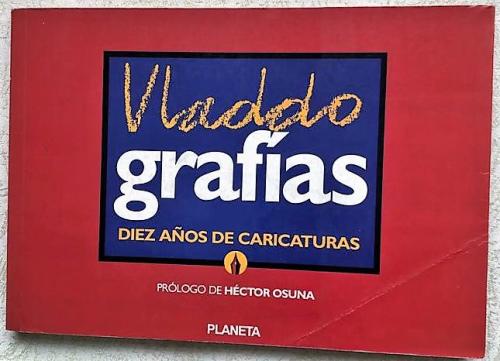 Vladdo
grafías
DIEZ AÑOS DE CARICATURAS
PRÓLOGO DE HÉCTOR OSUNA
PLANETA